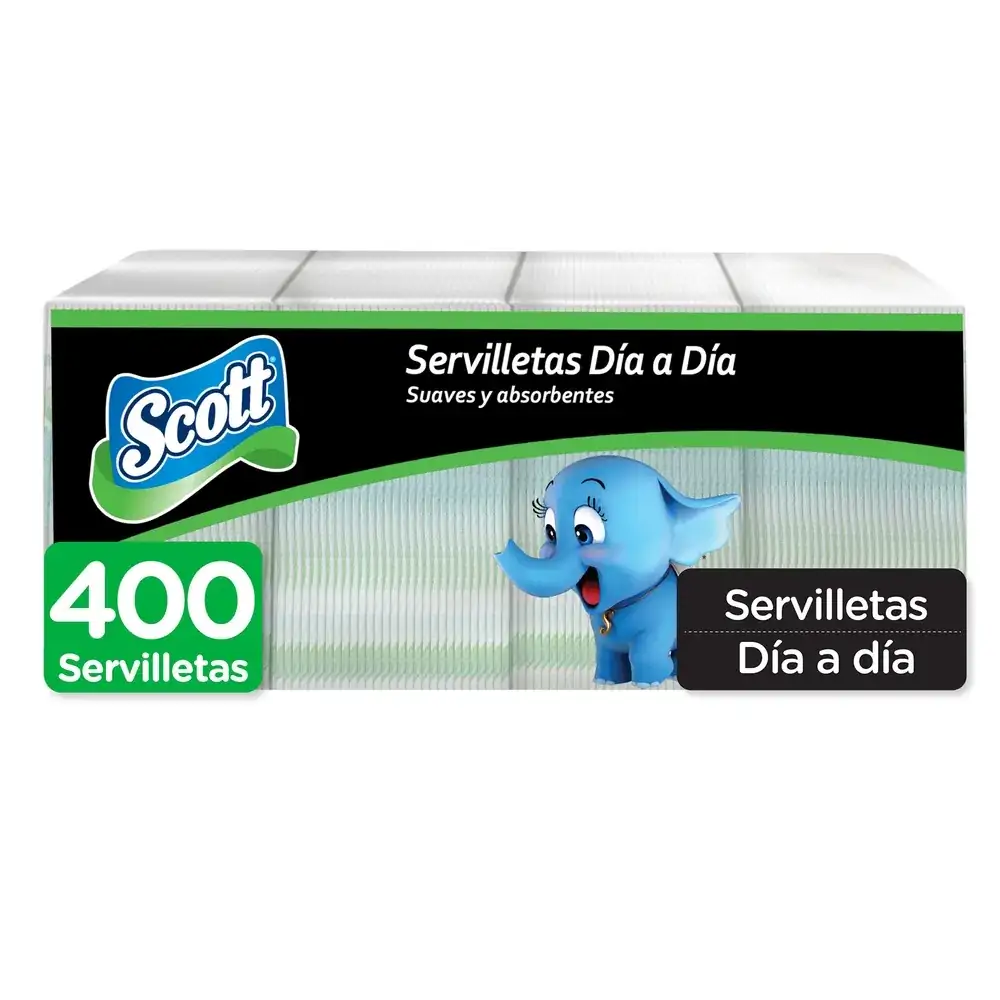 Scott
Servilletas Día a Día
Suaves y absorbentes
400
Servilletas
Servilletas
Día a día